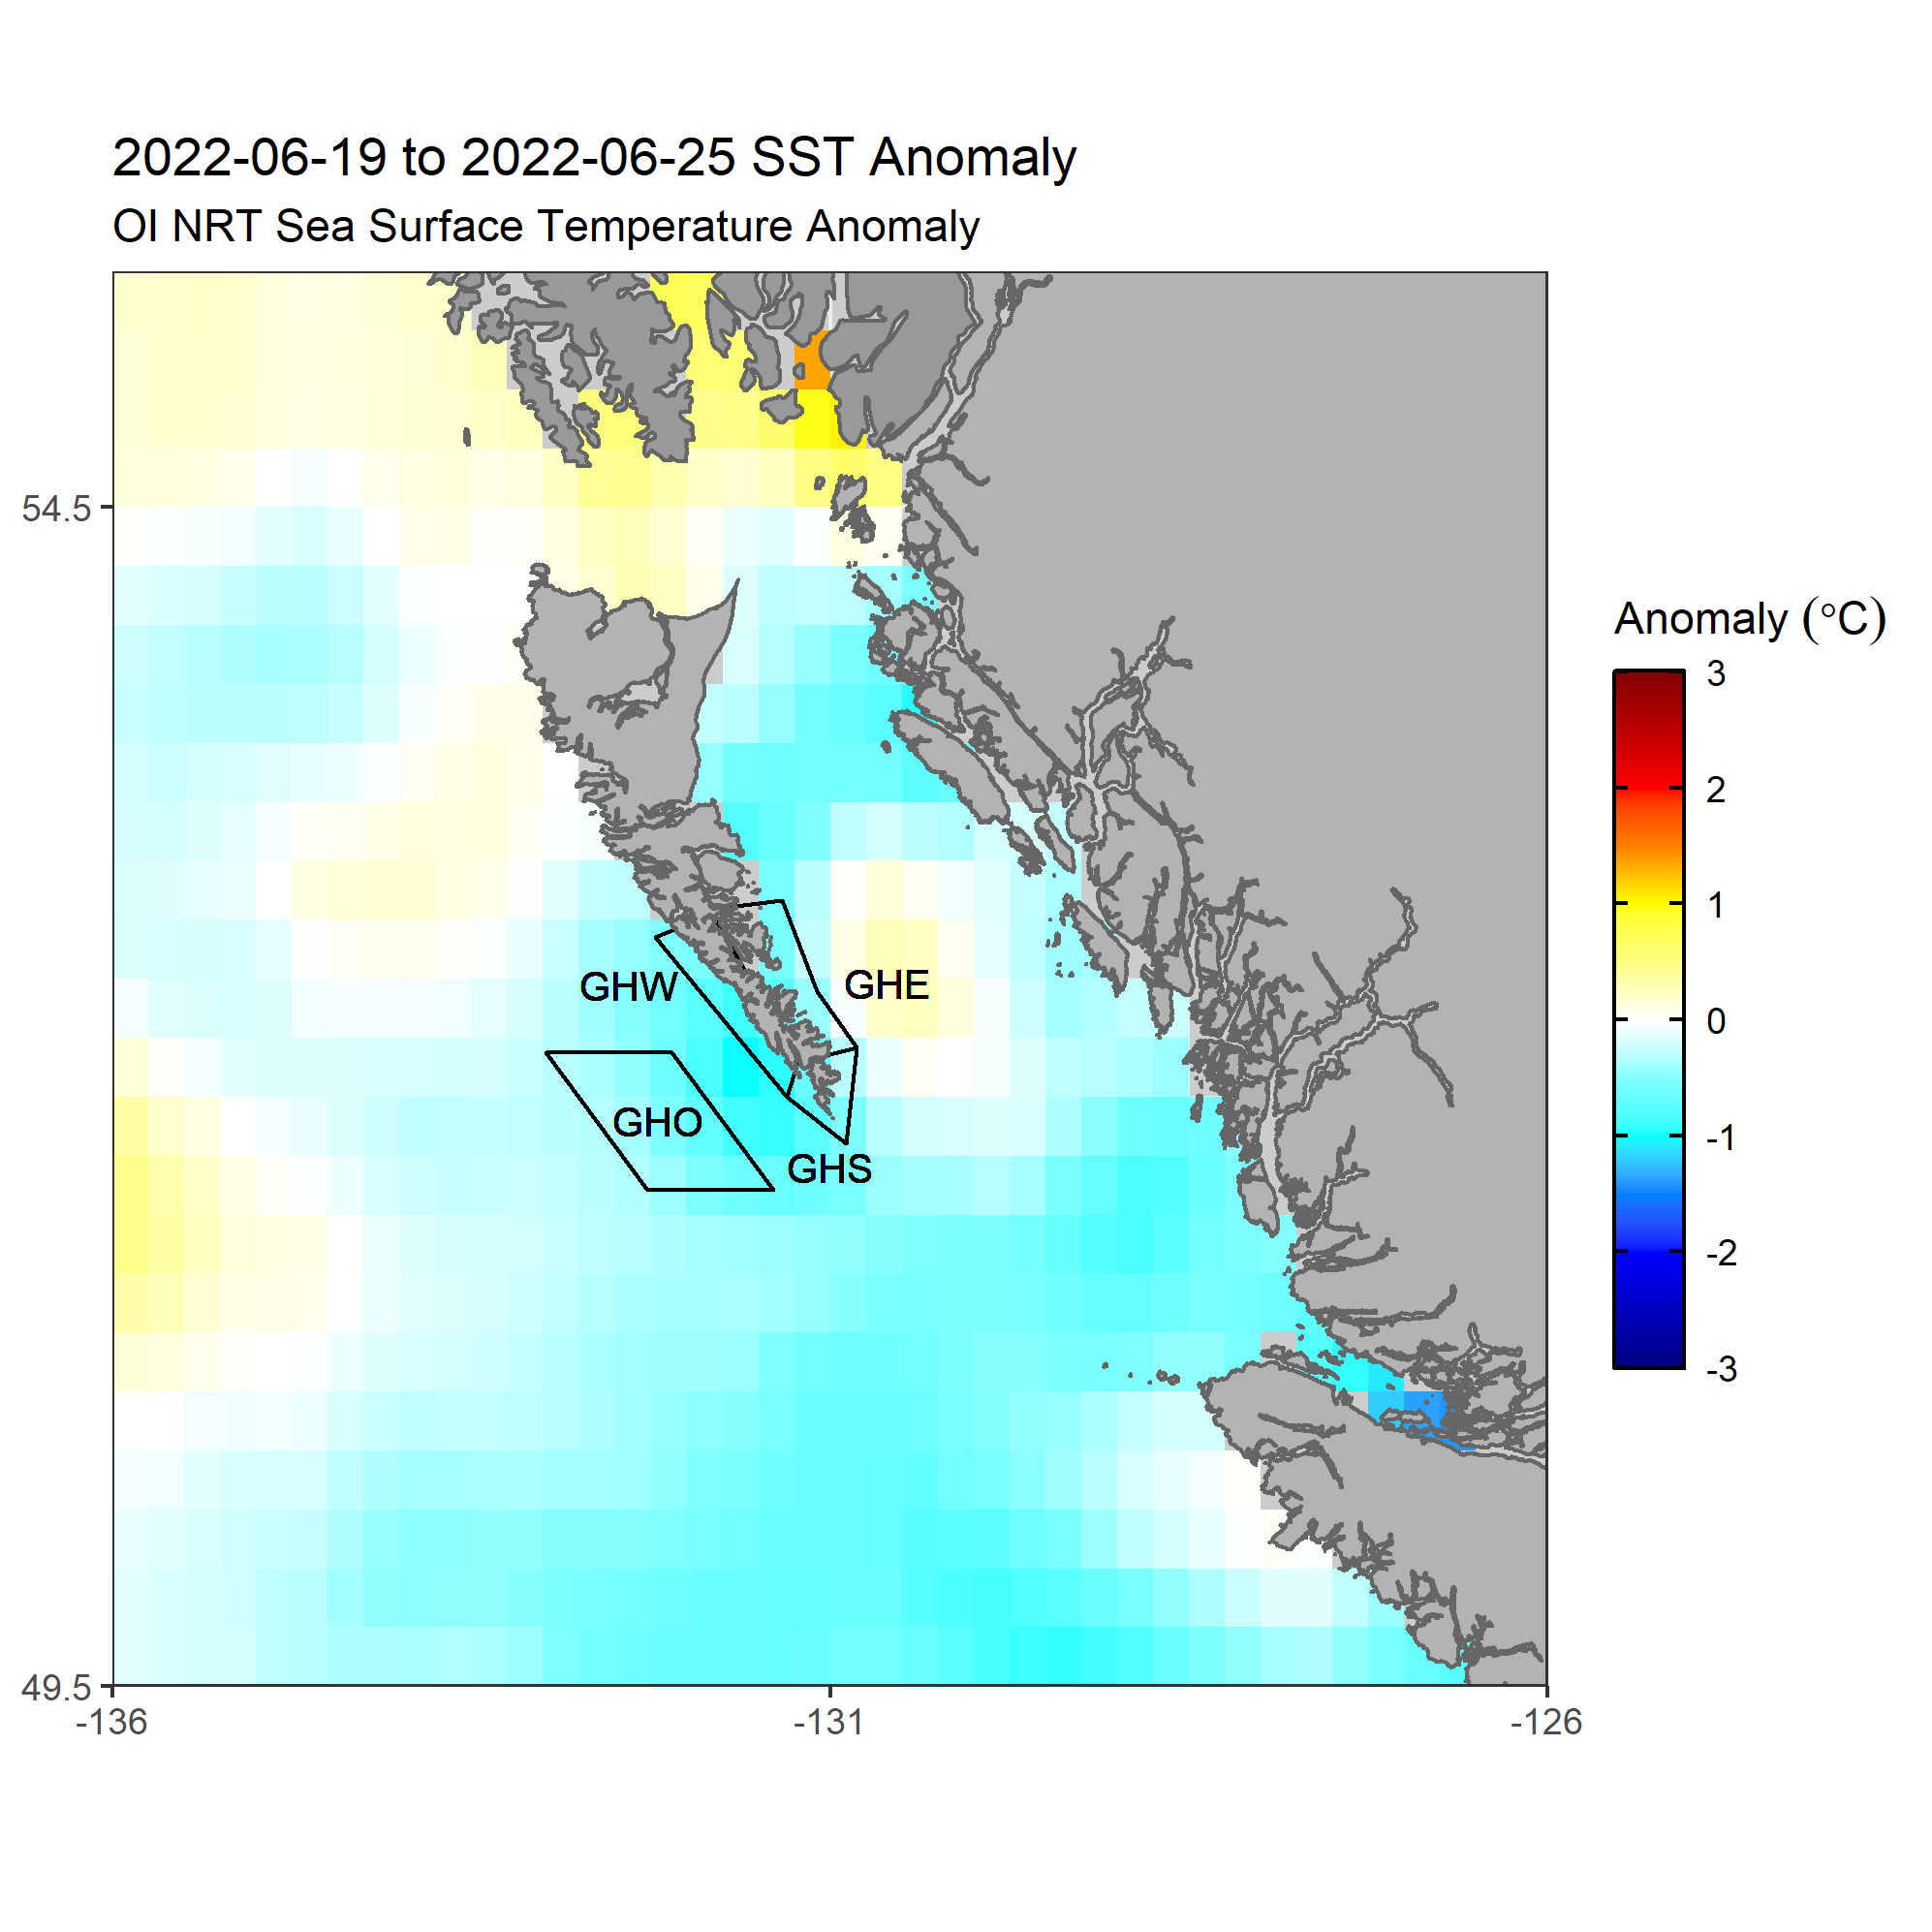 2022-06-19 to 2022-06-25 SST Anomaly
OI NRT Sea Surface Temperature Anomaly
54.5
49.5
-136
-131
-126
GHW
GHE
GHO
GHS
Anomaly (°C)
3
2
1
0
-1
-2
-3